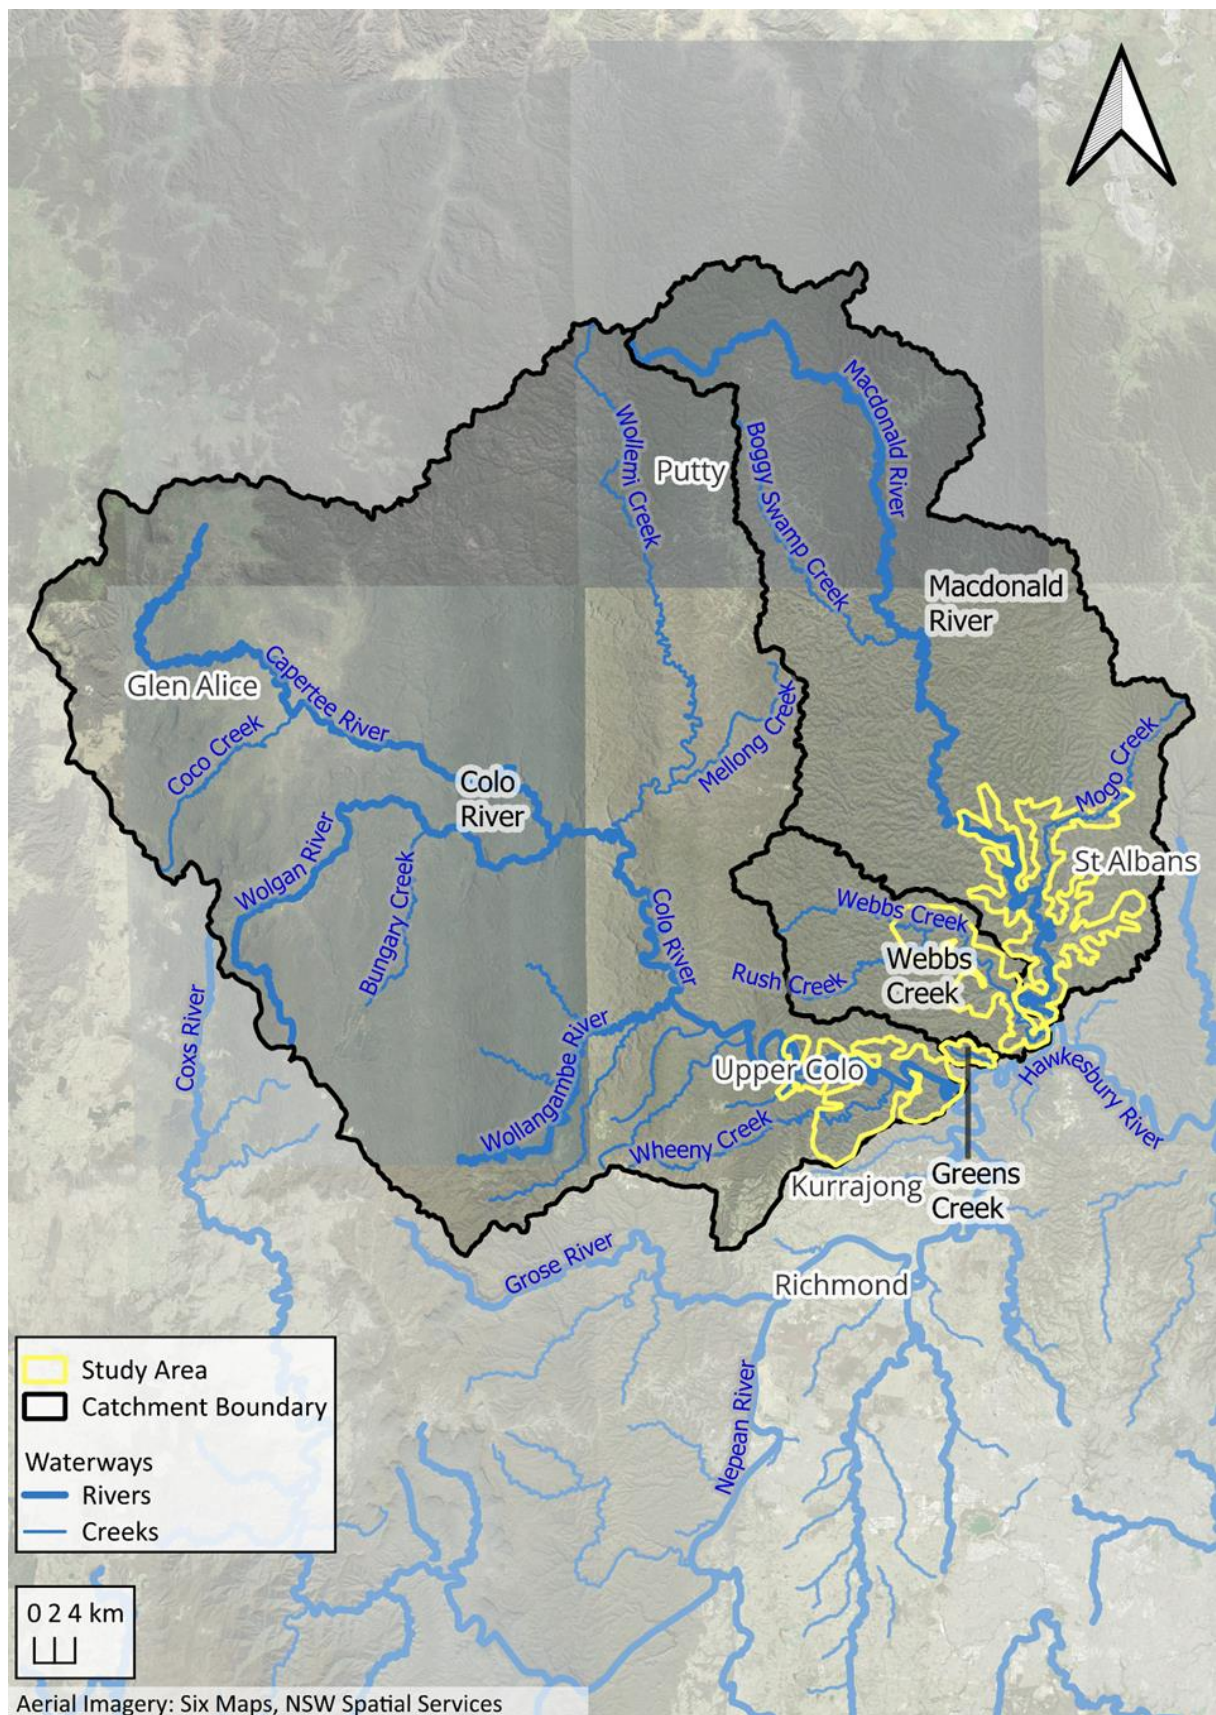 Macdonald River
Wollemi Creek
Boggy Swamp Creek
Putty
Macdonald
River
Glen Alice
Capertee River
Coco Creek
Mellong Creek
Mogo Creek
Colo
River
Wolgan River
St Albans
Bungary Creek
Colo River
Webbs Creek
Webbs
Creek
Rush Creek
Coxs River
Wollangambe River
Upper Colo
Hawkesbury River
Wheeny Creek
Kurrajong
Greens
Creek
Grose River
Richmond
Nepean River
Study Area
Catchment Boundary
Waterways
Rivers
Creeks
0 2 4 km
Aerial Imagery: Six Maps, NSW Spatial Services